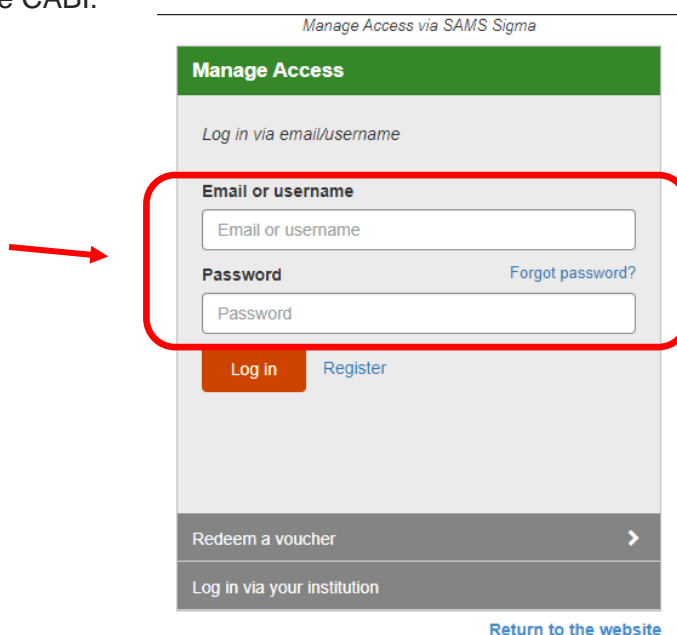 e CABI.
Manage Access via SAMS Sigma
Manage Access
Log in via email/username
Email or username
Email or username
Password Forgot password?
Password
Log in Register
Redeem a voucher
Log in via your institution
Return to the website